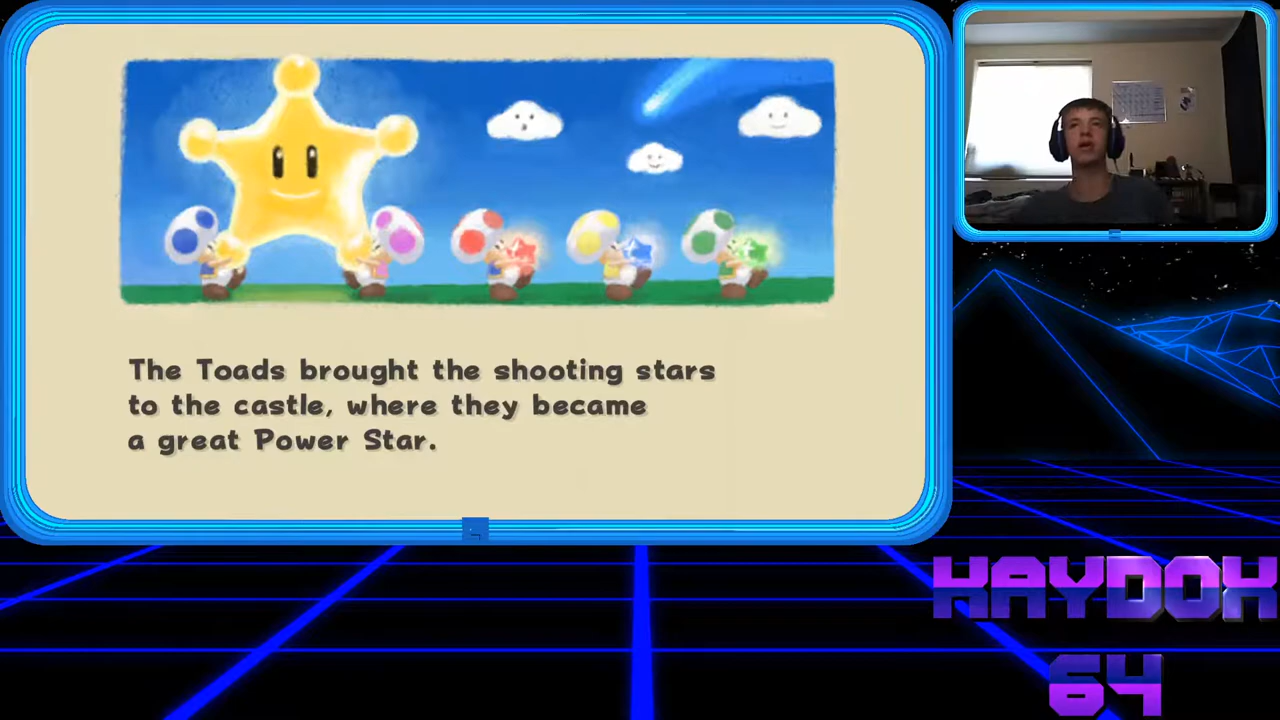 The Toads brought the shooting stars
to the castle, where they became
a great Power Star.
KAYDOX
64